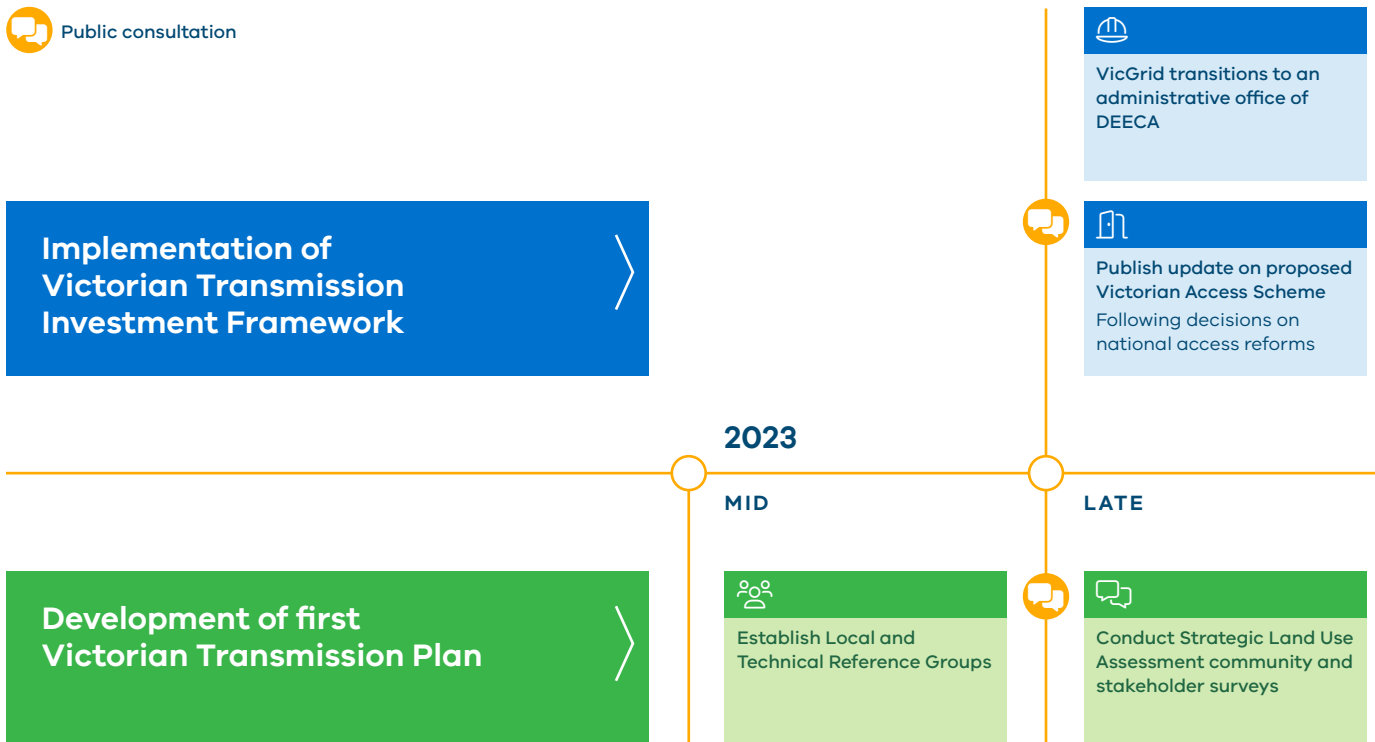 Public consultation
VicGrid transitions to an
administrative office of
DEECA
Implementation of
Victorian Transmission
Investment Framework
Publish update on proposed
Victorian Access Scheme
Following decisions on
national access reforms
2023
MID
LATE
Development of first
Victorian Transmission Plan
Establish Local and
Technical Reference Groups
Conduct Strategic Land Use
Assessment community and
stakeholder surveys